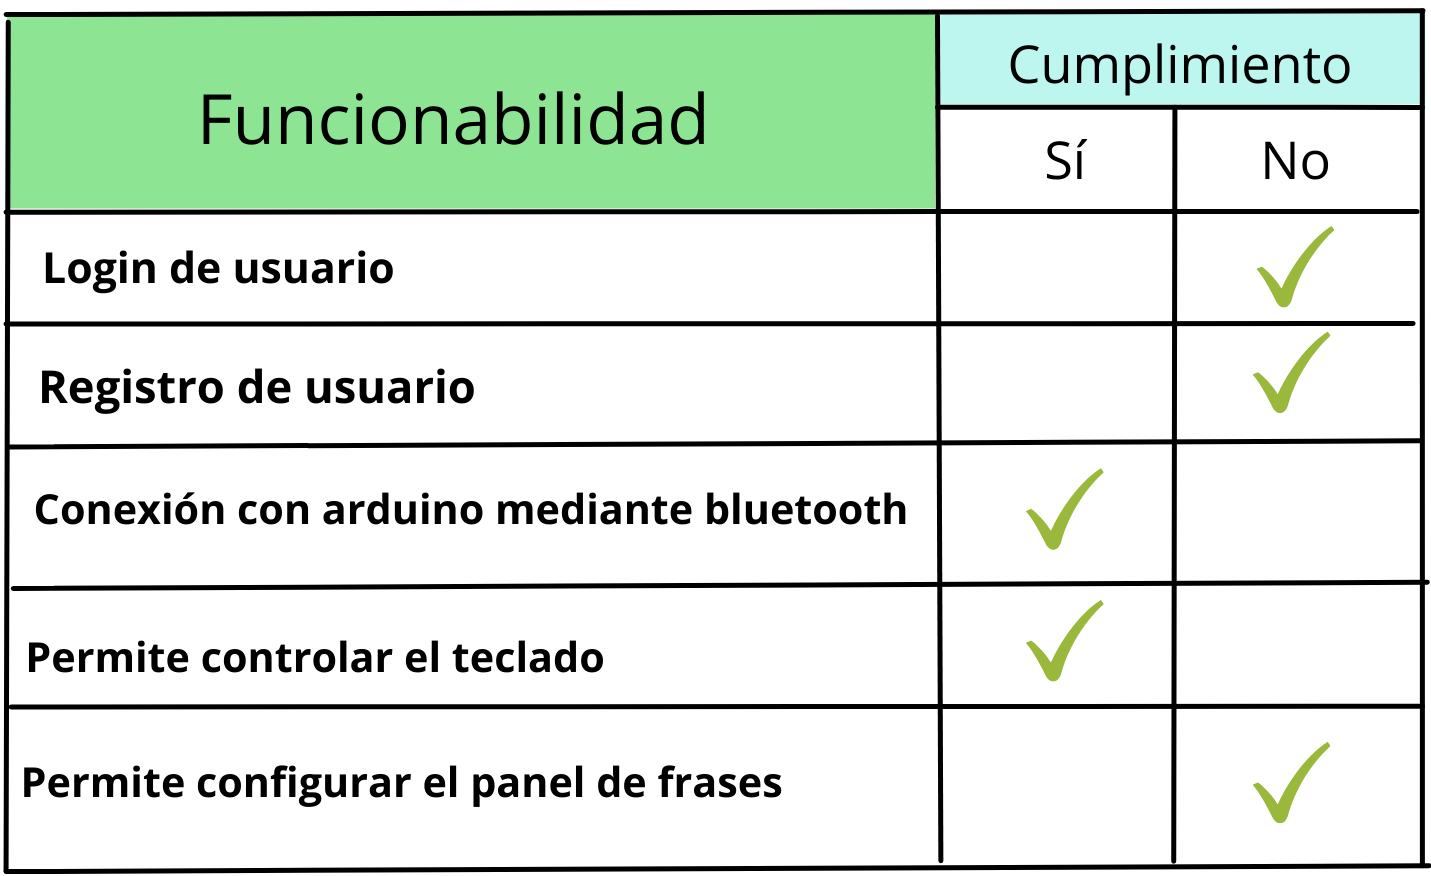 Funcionabilidad
Cumplimiento
Sí
No
Login de usuario
Registro de usuario
Conexión con arduino mediante bluetooth
Permite controlar el teclado
Permite configurar el panel de frases